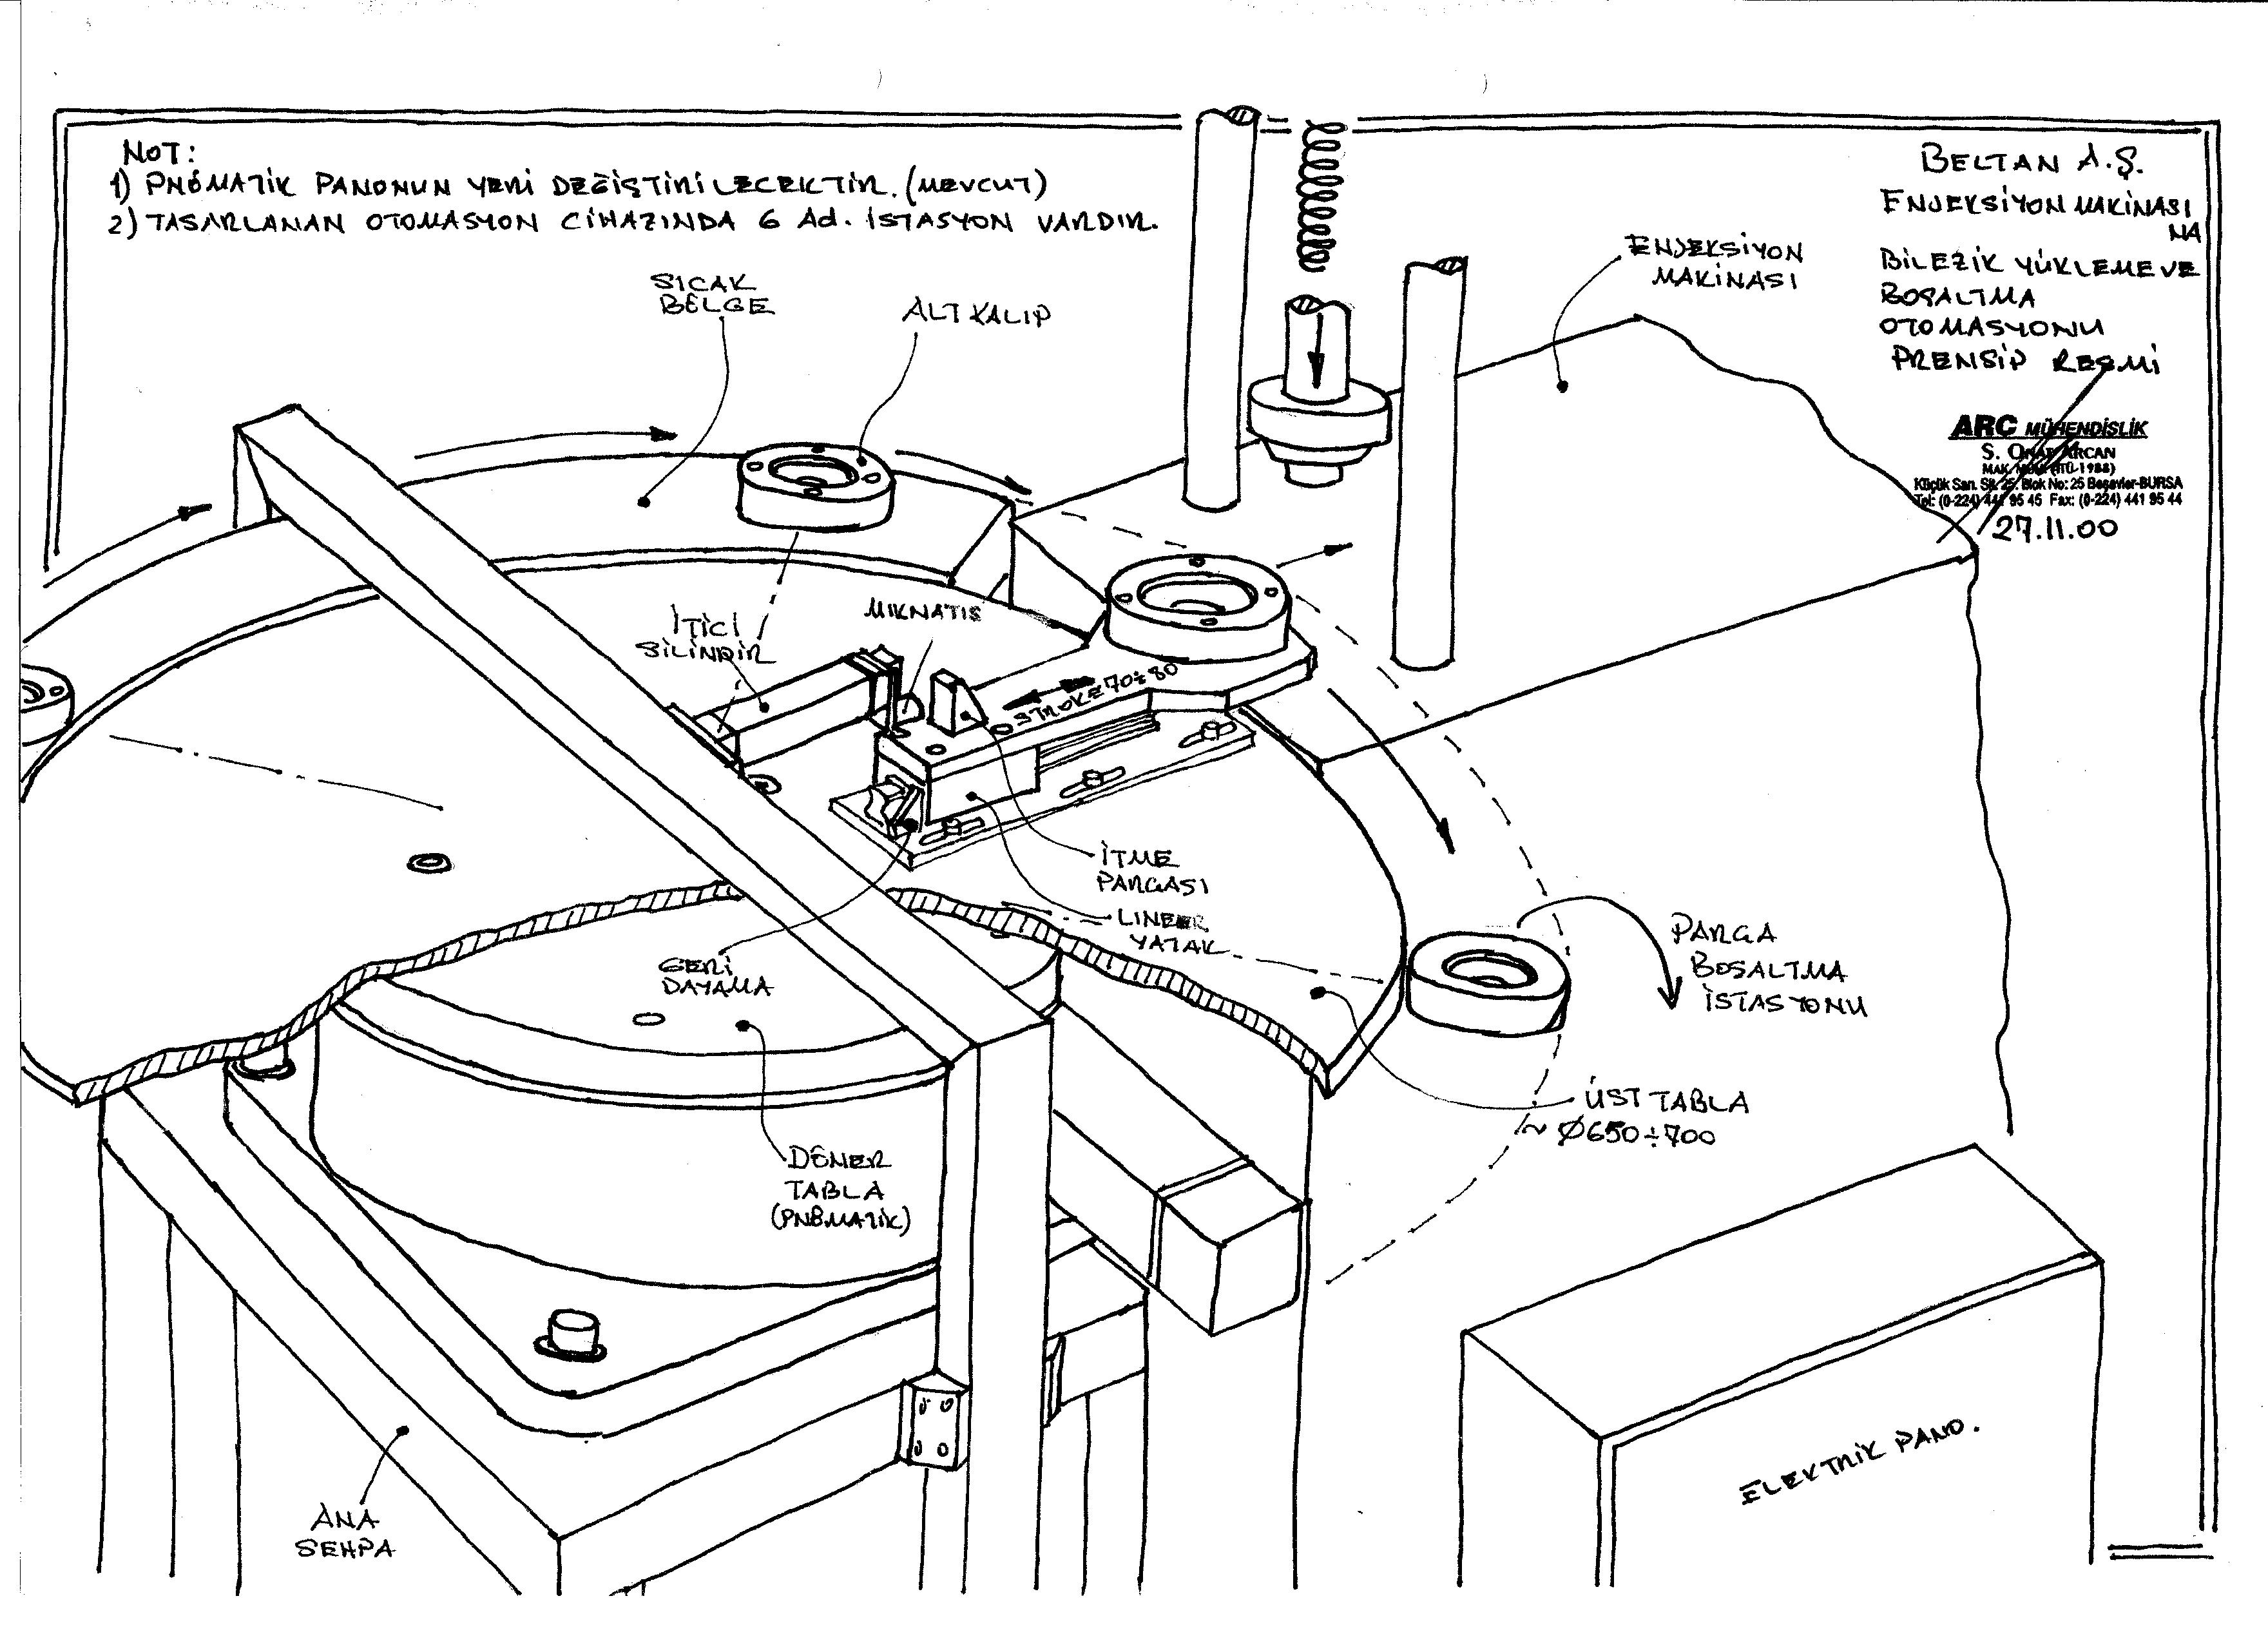 NOT:
1) PNÖMATİK PANONUN YERİ DEĞİŞTİRİLECEKTİR. (MEVCUT)
2) TASARLANAN OTOMASYON CİHAZINDA 6 Ad. İSTASYON VARDIR.
BELTAN A.Ş.
ENJEKSİYON MAKİNASI
NA
BİLEZİK YÜKLEME VE
BOŞALTMA
OTOMASYONU
PRENSİP RESMİ
ARC MÜHENDİSLİK
S. ONAT ARCAN
MAK. MÜH. (İTÜ-1988)
Küçük San. Sit. 25. Blok No: 25 Beşevler-BURSA
Tel: (0-224) 441 95 45 Fax: (0-224) 441 95 44
27.11.00
SICAK
BÖLGE
ALT KALIP
ENJEKSİYON
MAKİNASI
İTİCİ
SİLİNDİR
MIKNATIS
STROKE 70÷80
İTME
PARÇASI
LINEER
YATAK
GERİ
DAYAMA
PARÇA
BOŞALTMA
İSTASYONU
ÜST TABLA
~ Ø650÷700
DÖNER
TABLA
(PNÖMATİK)
ANA
SEHPA
ELEKTRİK PANO.